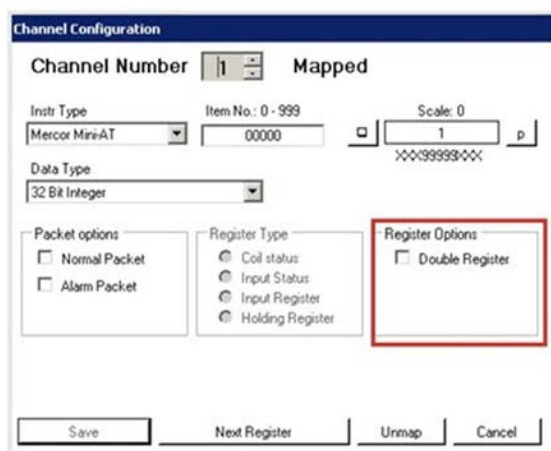 Channel Configuration
Channel Number 1 Mapped
Instr Type Item No.: 0 - 999 Scale: 0
Mercor Mini-AT 00000 1 p
Data Type
32 Bit Integer
Packet options Register Type Register Options
Normal Packet Coil status Double Register
Alarm Packet Input Status
Input Register
Holding Register
Save Next Register Unmap Cancel